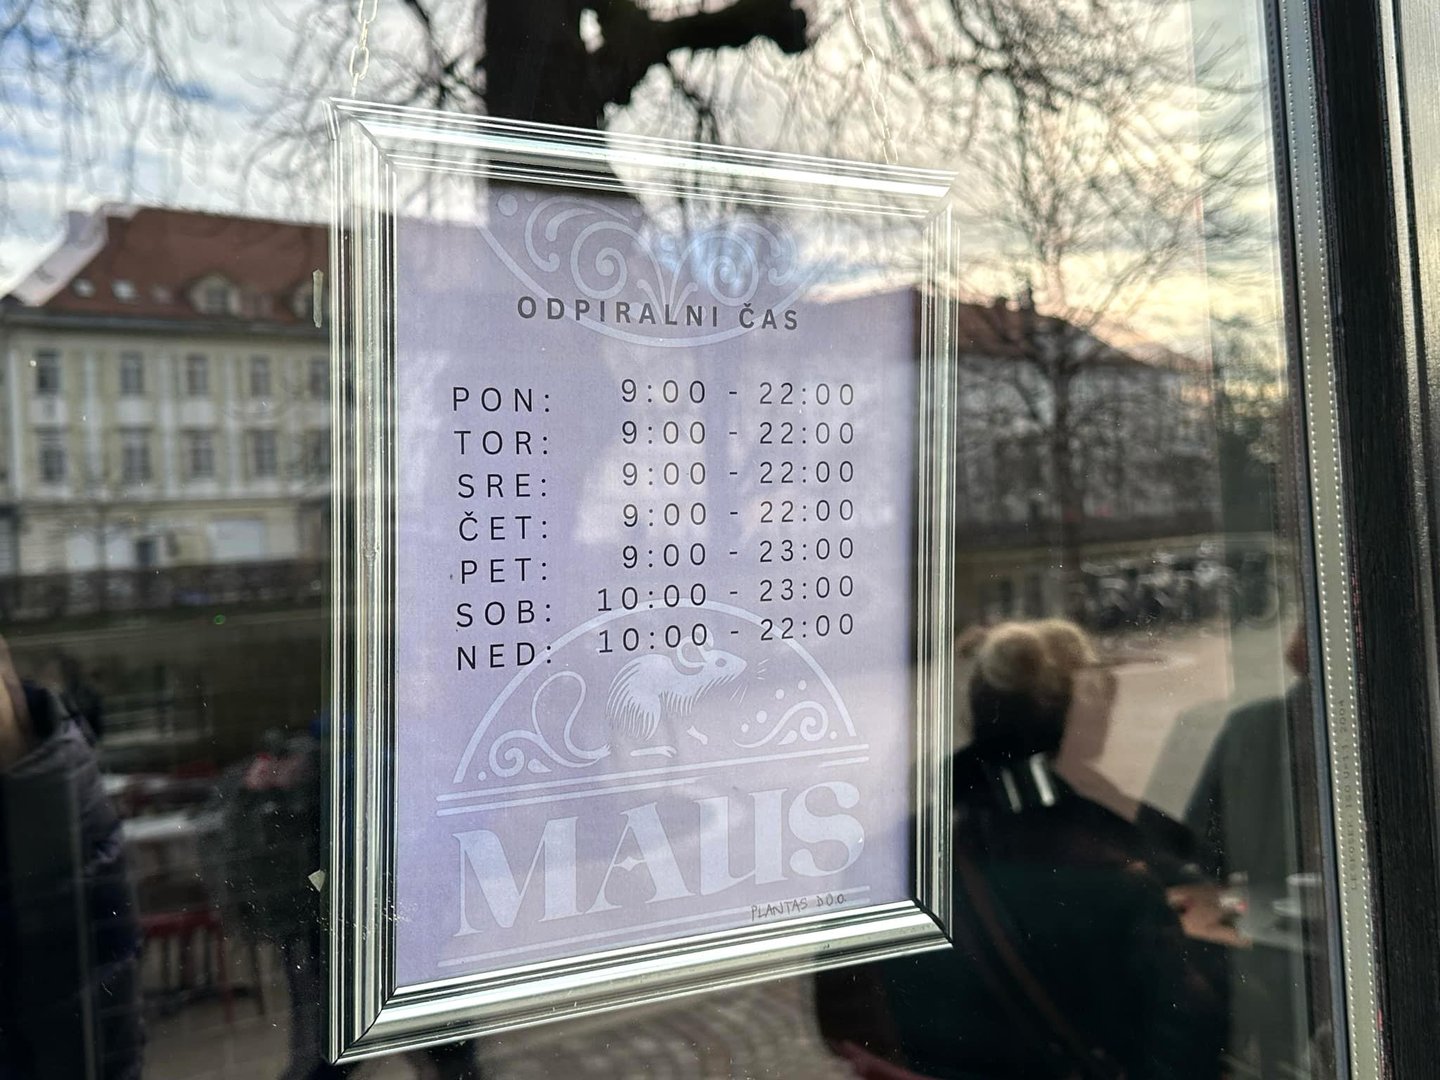 ODPIRALNI ČAS
PON: 9:00 - 22:00
TOR: 9:00 - 22:00
SRE: 9:00 - 22:00
ČET: 9:00 - 22:00
PET: 9:00 - 23:00
SOB: 10:00 - 23:00
NED: 10:00 - 22:00
MAUS
PLANTAS D.O.O.